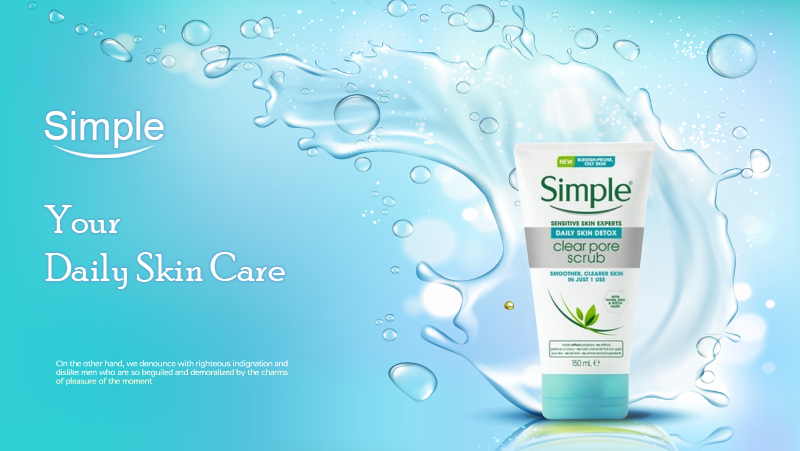 Simple
Your
Daily Skin Care
On the other hand, we denounce with righteous indignation and
dislike men who are so beguiled and demoralized by the charms
of pleasure of the moment
NEW
BLEMISH-PRONE,
OILY SKIN
Simple®
SENSITIVE SKIN EXPERTS
DAILY SKIN DETOX
clear pore
scrub
SMOOTHER, CLEARER SKIN
IN JUST 1 USE
150 mL ℮